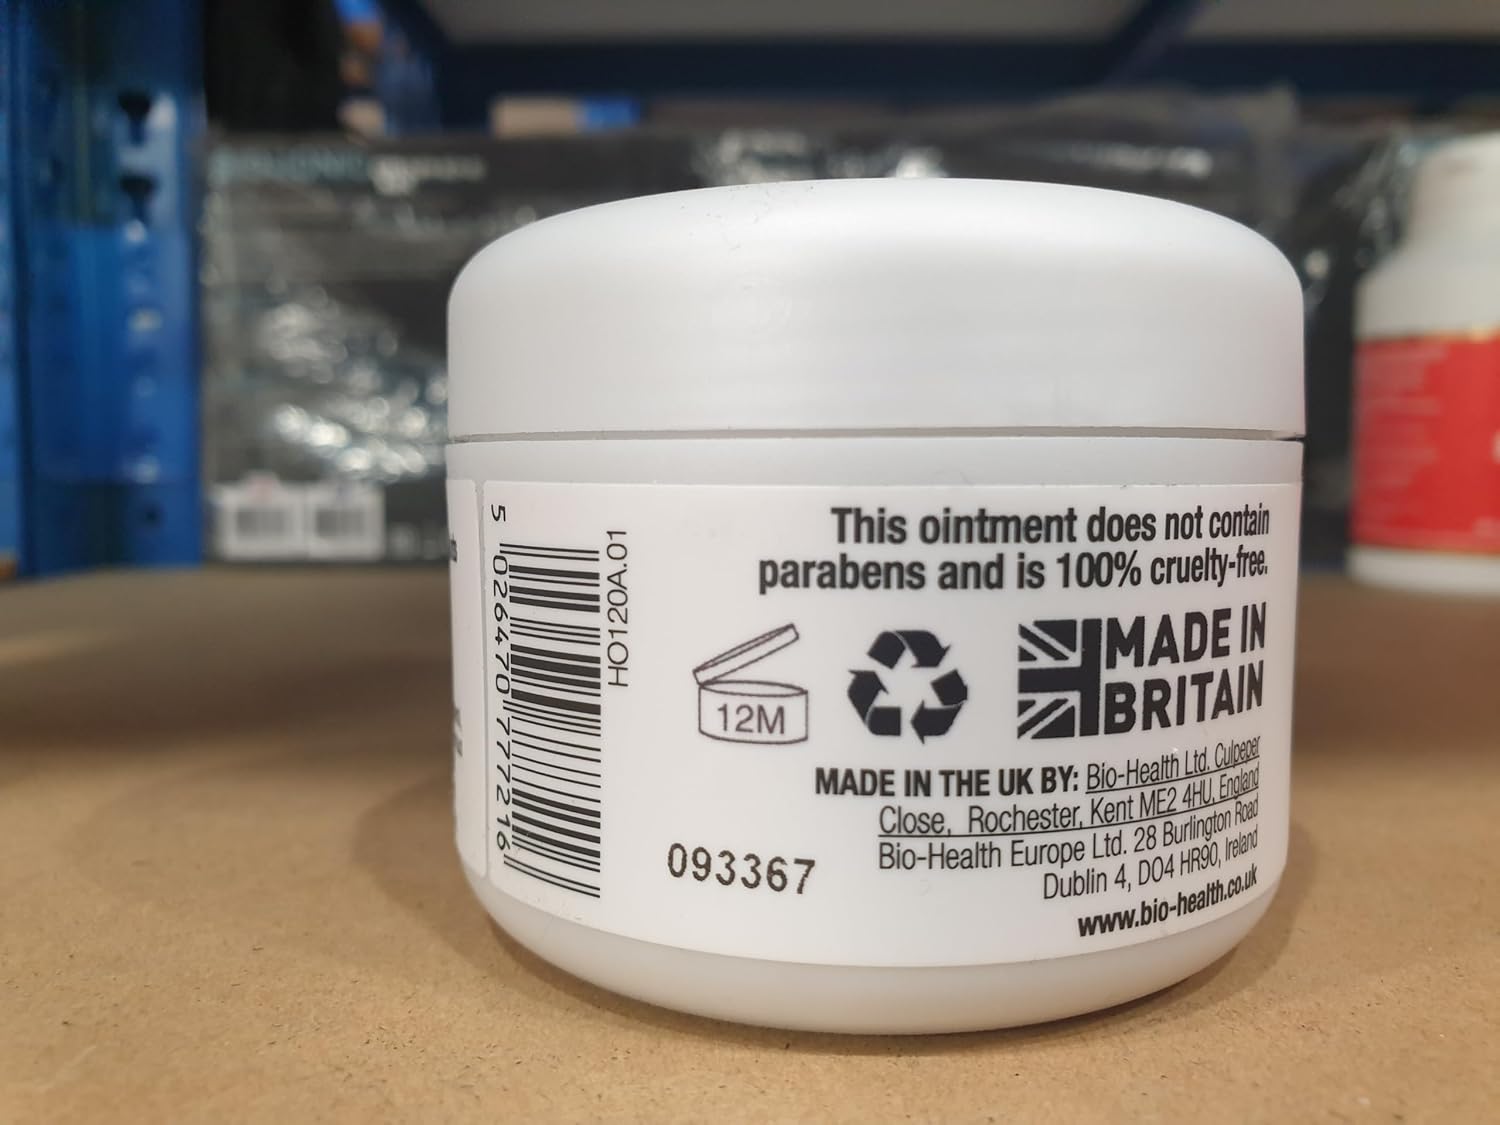 This ointment does not contain
parabens and is 100% cruelty-free.
5 026470 777216
HO120A.01
12M
MADE IN
BRITAIN
MADE IN THE UK BY: Bio-Health Ltd. Culpeper
Close, Rochester, Kent ME2 4HU, England
Bio-Health Europe Ltd. 28 Burlington Road
Dublin 4, D04 HR90, Ireland
www.bio-health.co.uk
093367